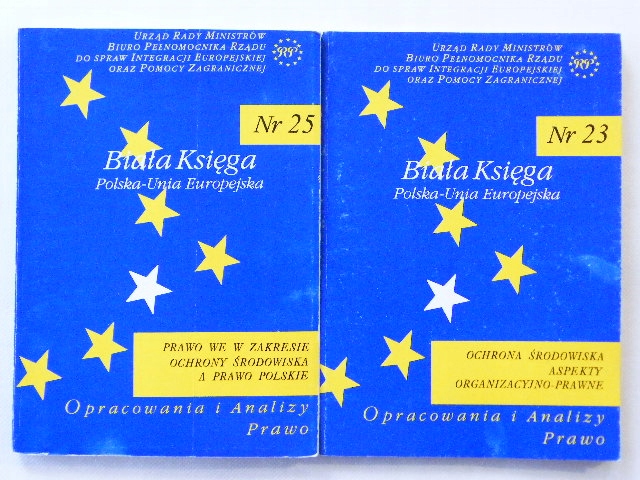 Urząd Rady Ministrów
Biuro Pełnomocnika Rządu
do spraw Integracji Europejskiej
oraz Pomocy Zagranicznej
RP
Nr 25
Biała Księga
Polska-Unia Europejska
PRAWO WE W ZAKRESIE
OCHRONY ŚRODOWISKA
A PRAWO POLSKIE
Opracowania i Analizy
Prawo
Urząd Rady Ministrów
Biuro Pełnomocnika Rządu
do spraw Integracji Europejskiej
oraz Pomocy Zagranicznej
RP
Nr 23
Biała Księga
Polska-Unia Europejska
OCHRONA ŚRODOWISKA
ASPEKTY
ORGANIZACYJNO-PRAWNE
Opracowania i Analizy
Prawo